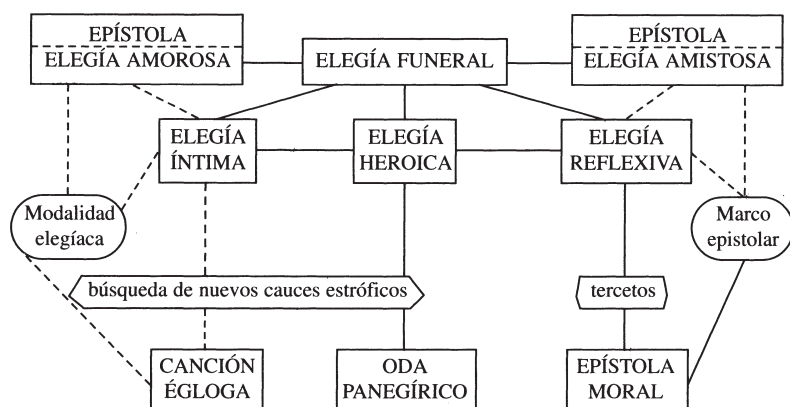 EPÍSTOLA
ELEGÍA AMOROSA
ELEGÍA FUNERAL
EPÍSTOLA
ELEGÍA AMISTOSA
ELEGÍA
ÍNTIMA
ELEGÍA
HEROICA
ELEGÍA
REFLEXIVA
Modalidad
elegíaca
Marco
epistolar
búsqueda de nuevos cauces estróficos
tercetos
CANCIÓN
ÉGLOGA
ODA
PANEGÍRICO
EPÍSTOLA
MORAL